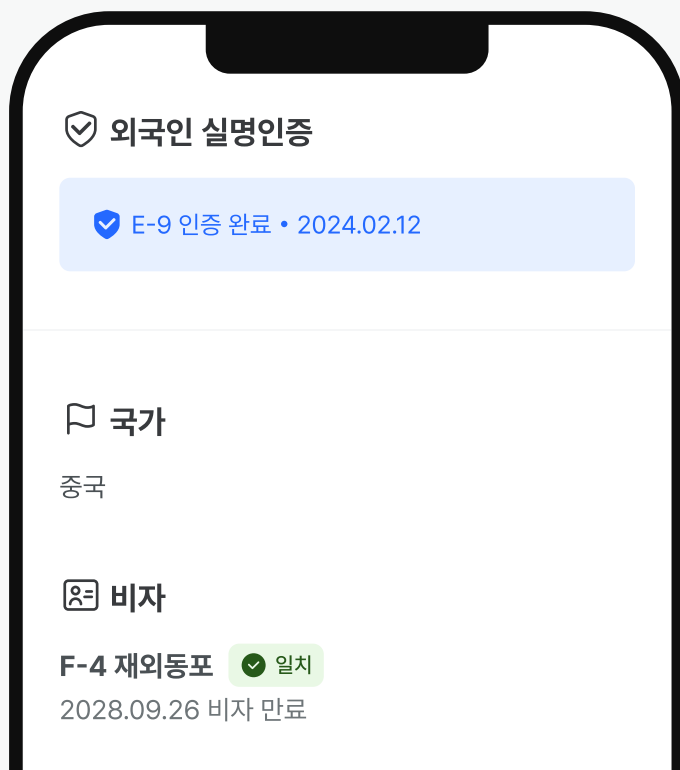 외국인 실명인증
E-9 인증 완료 • 2024.02.12
국가
중국
비자
F-4 재외동포 일치
2028.09.26 비자 만료